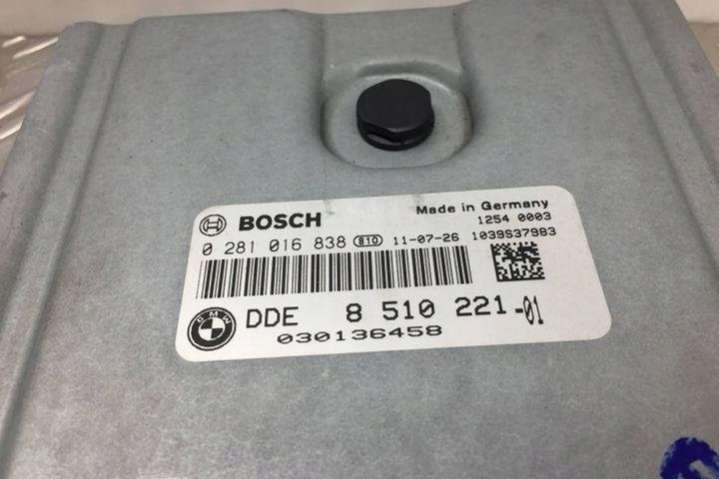 BOSCH
Made in Germany
1254 0003
0 281 016 838 B10 11-07-26 1039S37983
BMW DDE 8 510 221-01
030136458